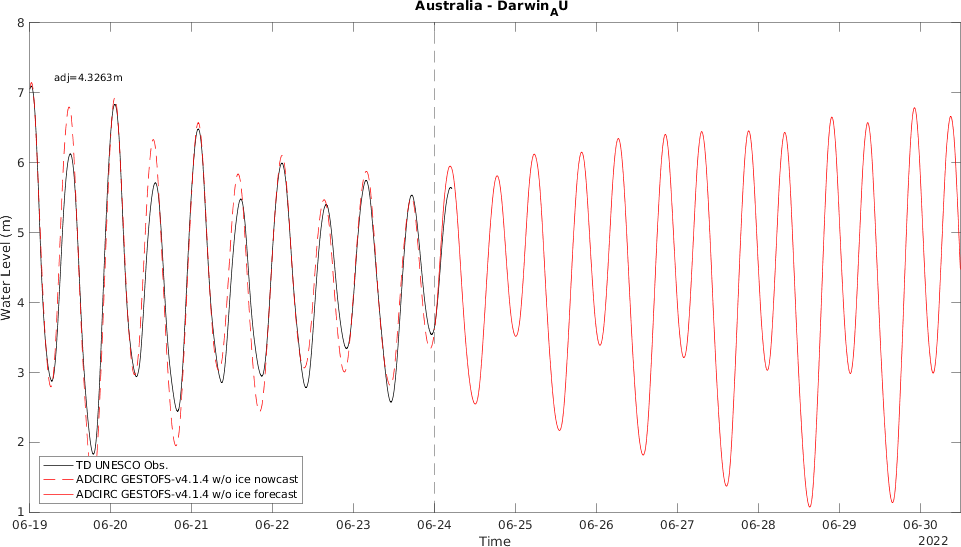 Australia - DarwinAU
8
adj=4.3263m
7
6
5
Water Level (m)
4
3
2
TD UNESCO Obs.
ADCIRC GESTOFS-v4.1.4 w/o ice nowcast
ADCIRC GESTOFS-v4.1.4 w/o ice forecast
1
06-19 06-20 06-21 06-22 06-23 06-24 06-25 06-26 06-27 06-28 06-29 06-30
Time
2022